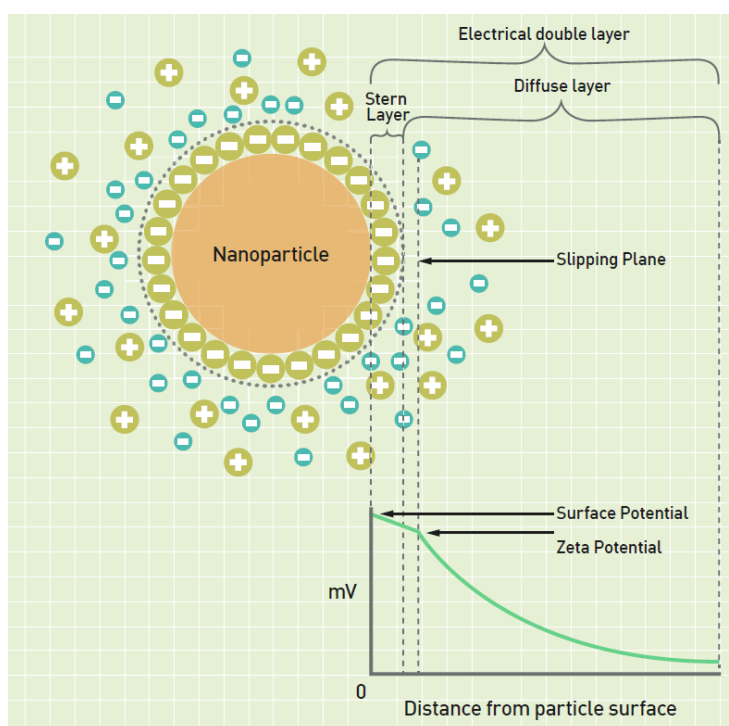 Electrical double layer
Stern
Layer
Diffuse layer
Nanoparticle
Slipping Plane
Surface Potential
Zeta Potential
mV
0
Distance from particle surface